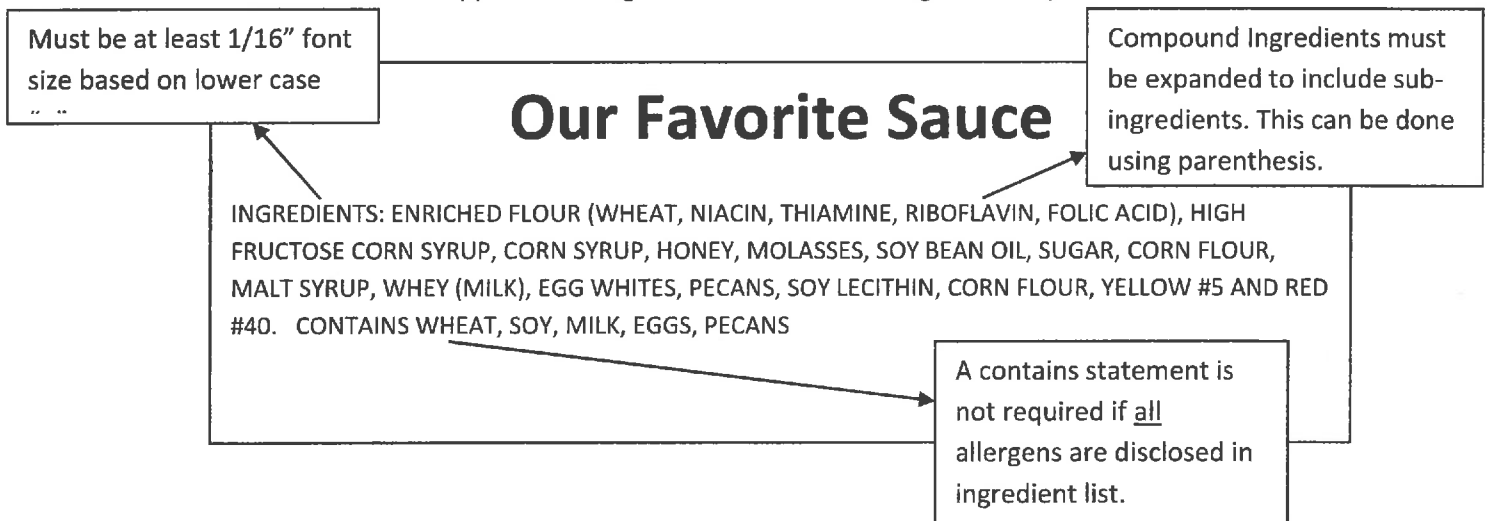 Must be at least 1/16” font
size based on lower case
Compound Ingredients must
be expanded to include sub-
ingredients. This can be done
using parenthesis.
Our Favorite Sauce
INGREDIENTS: ENRICHED FLOUR (WHEAT, NIACIN, THIAMINE, RIBOFLAVIN, FOLIC ACID), HIGH
FRUCTOSE CORN SYRUP, CORN SYRUP, HONEY, MOLASSES, SOY BEAN OIL, SUGAR, CORN FLOUR,
MALT SYRUP, WHEY (MILK), EGG WHITES, PECANS, SOY LECITHIN, CORN FLOUR, YELLOW #5 AND RED
#40. CONTAINS WHEAT, SOY, MILK, EGGS, PECANS
A contains statement is
not required if all
allergens are disclosed in
ingredient list.